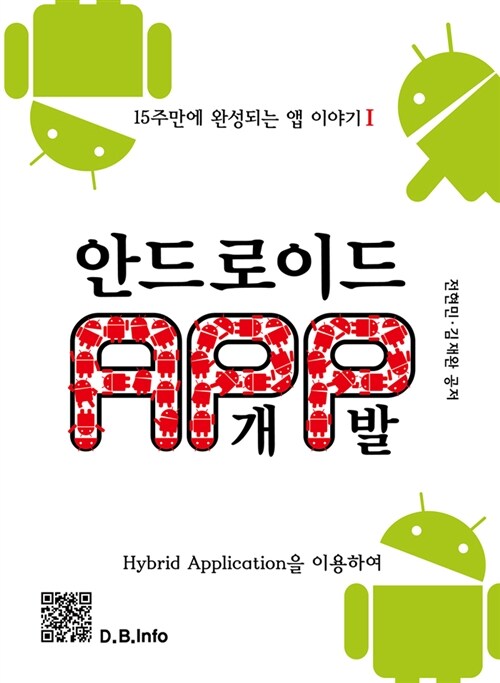 15주만에 완성되는 앱 이야기 I
안드로이드
APP
개발
전현민·김재완 공저
Hybrid Application을 이용하여
D.B.Info